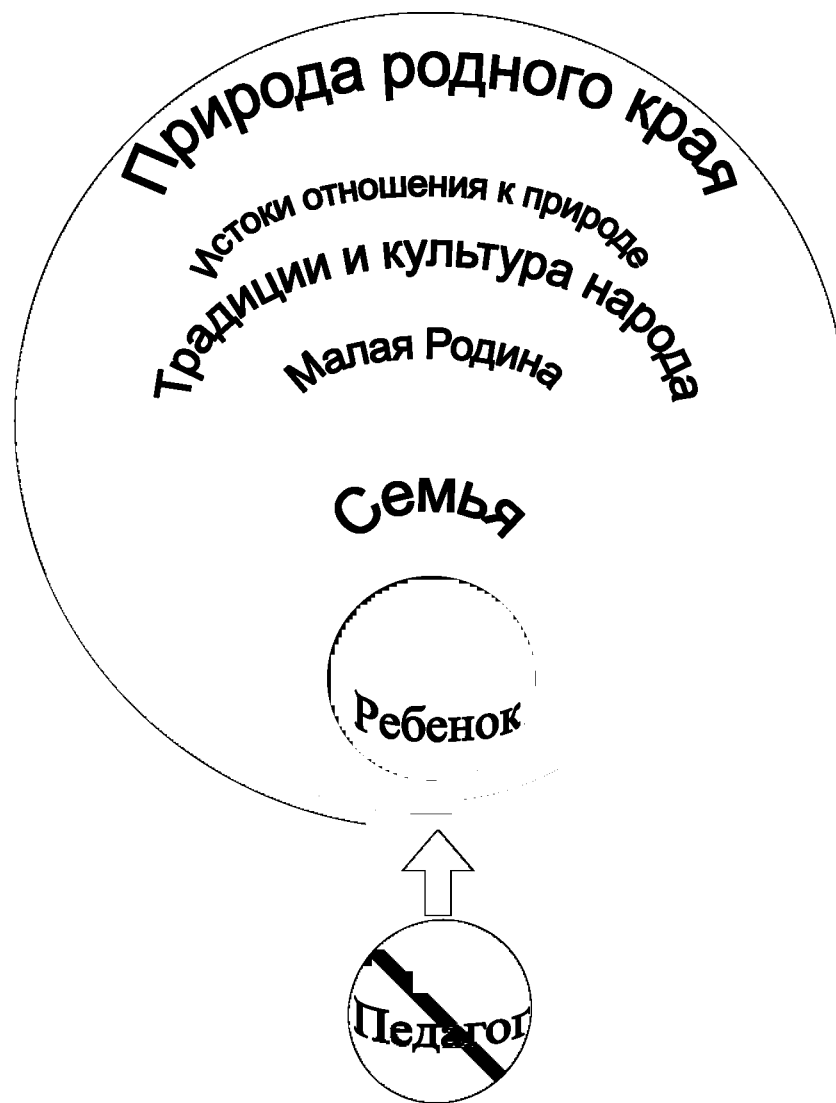 Природа родного края
Истоки отношения к природе
Традиции и культура народа
Малая Родина
Семья
Ребенок
Педагог